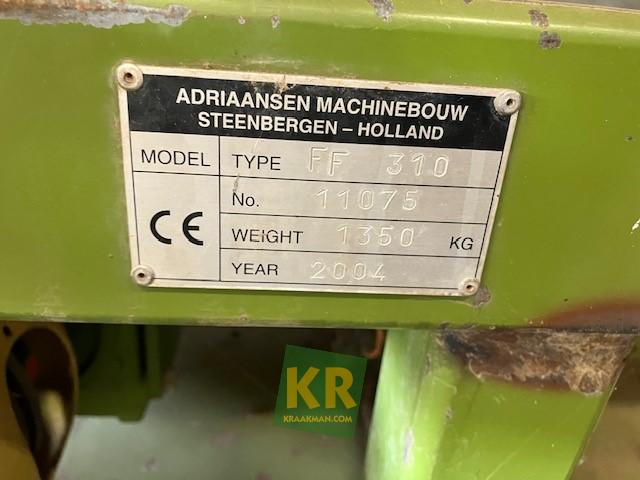 ADRIAANSEN MACHINEBOUW
STEENBERGEN – HOLLAND
MODEL TYPE FF 310
No. 11075
CE WEIGHT 1350 KG
YEAR 2004
KR
KRAAKMAN.COM